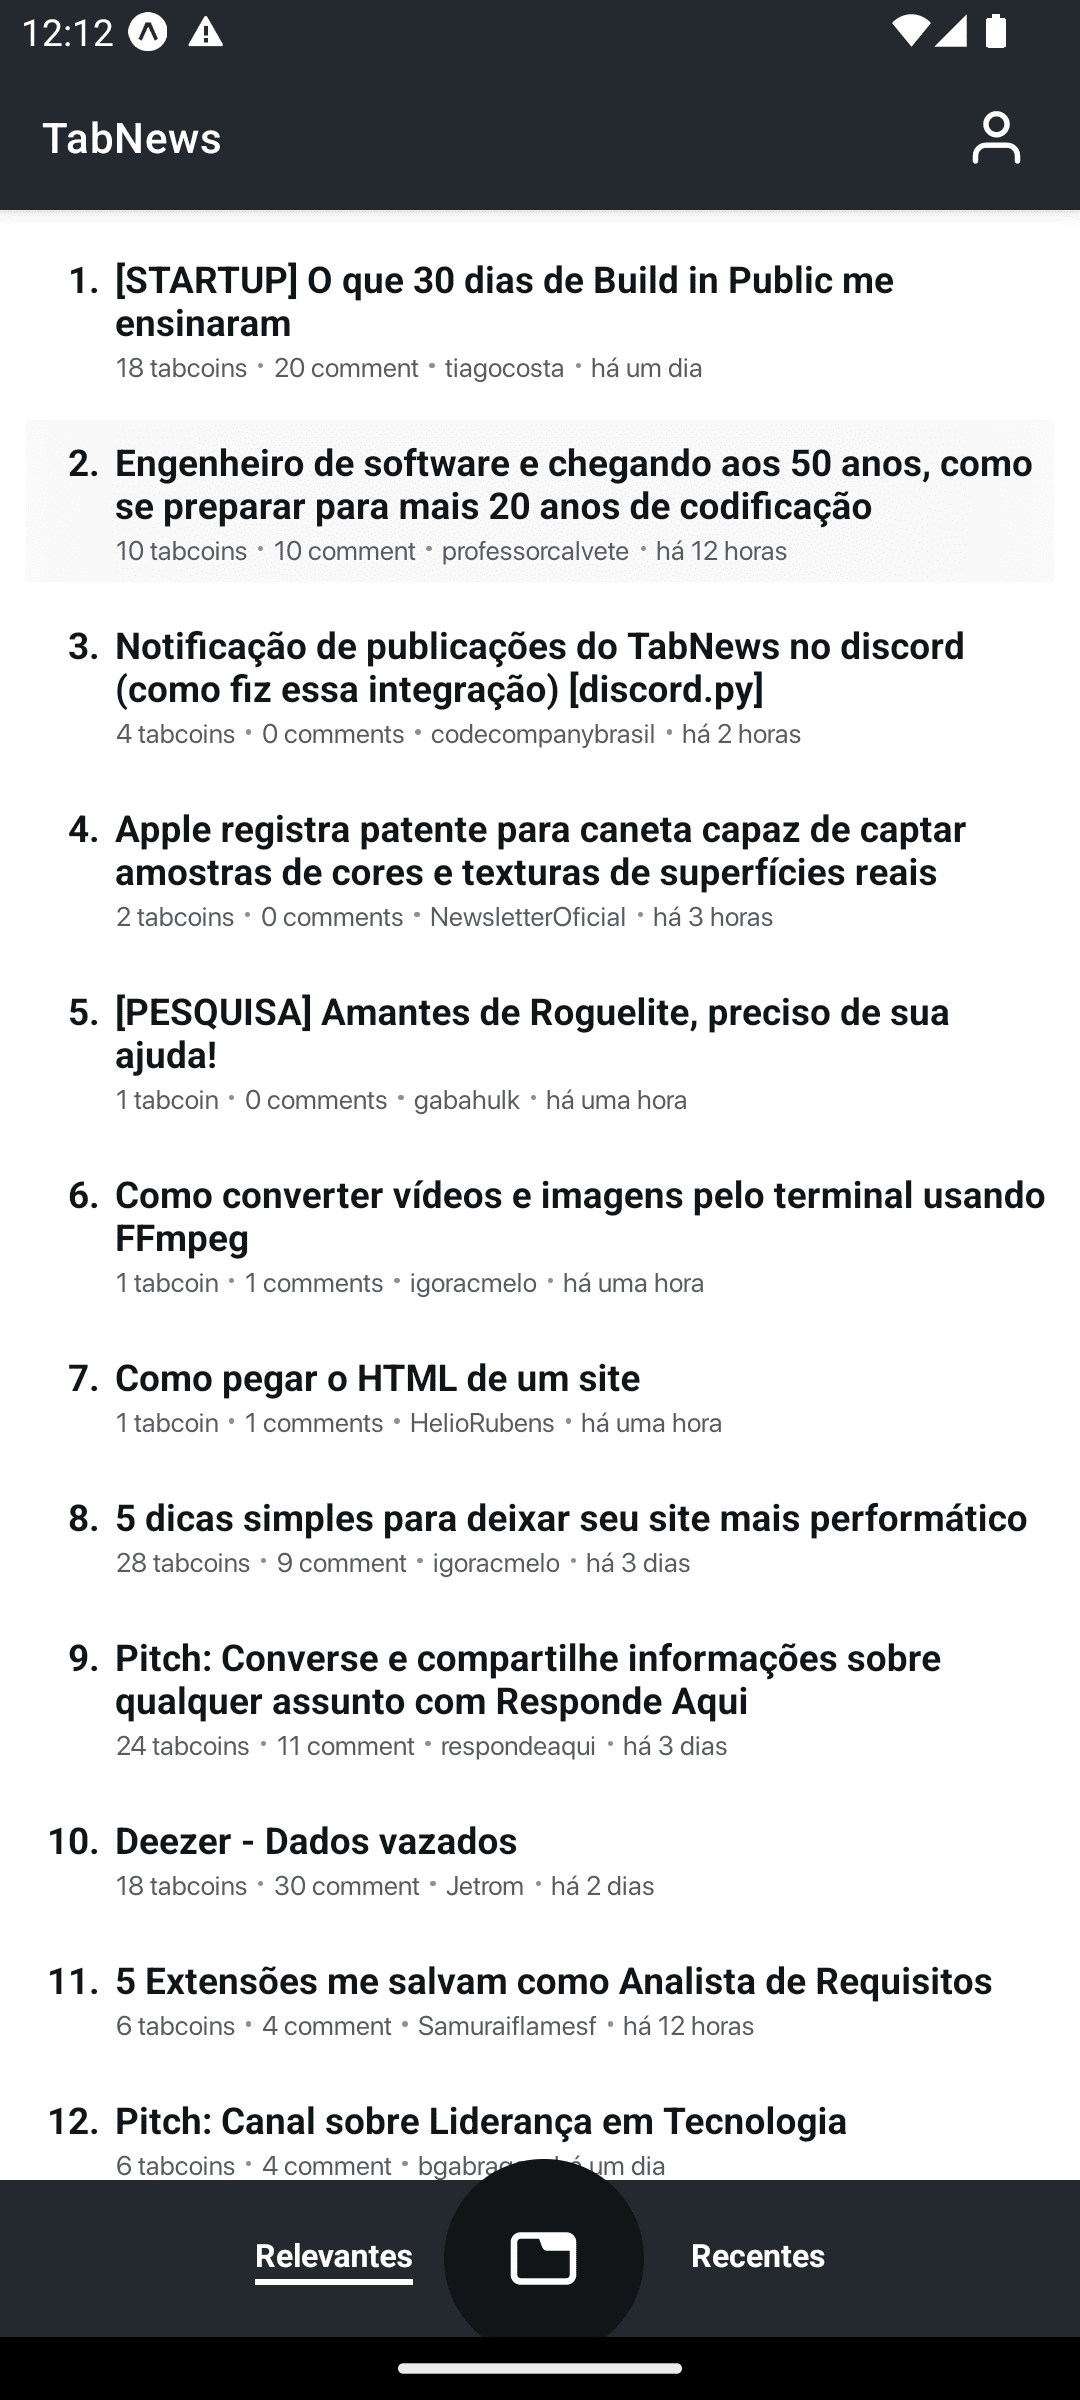 12:12
TabNews
1. [STARTUP] O que 30 dias de Build in Public me
ensinaram
18 tabcoins • 20 comment • tiagocosta • há um dia
2. Engenheiro de software e chegando aos 50 anos, como
se preparar para mais 20 anos de codificação
10 tabcoins • 10 comment • professorcalvete • há 12 horas
3. Notificação de publicações do TabNews no discord
(como fiz essa integração) [discord.py]
4 tabcoins • 0 comments • codecompanybrasil • há 2 horas
4. Apple registra patente para caneta capaz de captar
amostras de cores e texturas de superfícies reais
2 tabcoins • 0 comments • NewsletterOficial • há 3 horas
5. [PESQUISA] Amantes de Roguelite, preciso de sua
ajuda!
1 tabcoin • 0 comments • gabahulk • há uma hora
6. Como converter vídeos e imagens pelo terminal usando
FFmpeg
1 tabcoin • 1 comments • igoracmelo • há uma hora
7. Como pegar o HTML de um site
1 tabcoin • 1 comments • HelioRubens • há uma hora
8. 5 dicas simples para deixar seu site mais performático
28 tabcoins • 9 comment • igoracmelo • há 3 dias
9. Pitch: Converse e compartilhe informações sobre
qualquer assunto com Responde Aqui
24 tabcoins • 11 comment • respondeaqui • há 3 dias
10. Deezer - Dados vazados
18 tabcoins • 30 comment • Jetrom • há 2 dias
11. 5 Extensões me salvam como Analista de Requisitos
6 tabcoins • 4 comment • Samuraiflamesf • há 12 horas
12. Pitch: Canal sobre Liderança em Tecnologia
6 tabcoins • 4 comment • um dia
Relevantes
Recentes